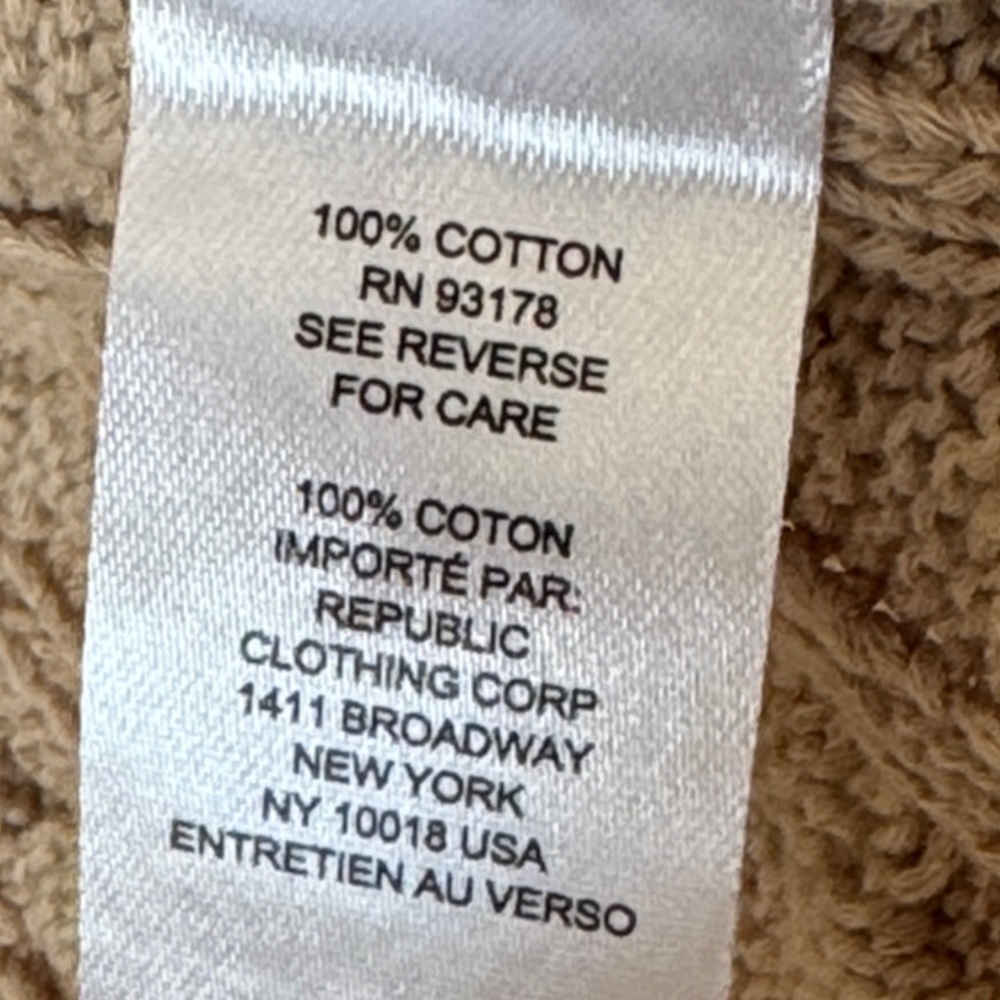 100% COTTON
RN 93178
SEE REVERSE
FOR CARE
100% COTON
IMPORTÉ PAR:
REPUBLIC
CLOTHING CORP
1411 BROADWAY
NEW YORK
NY 10018 USA
ENTRETIEN AU VERSO